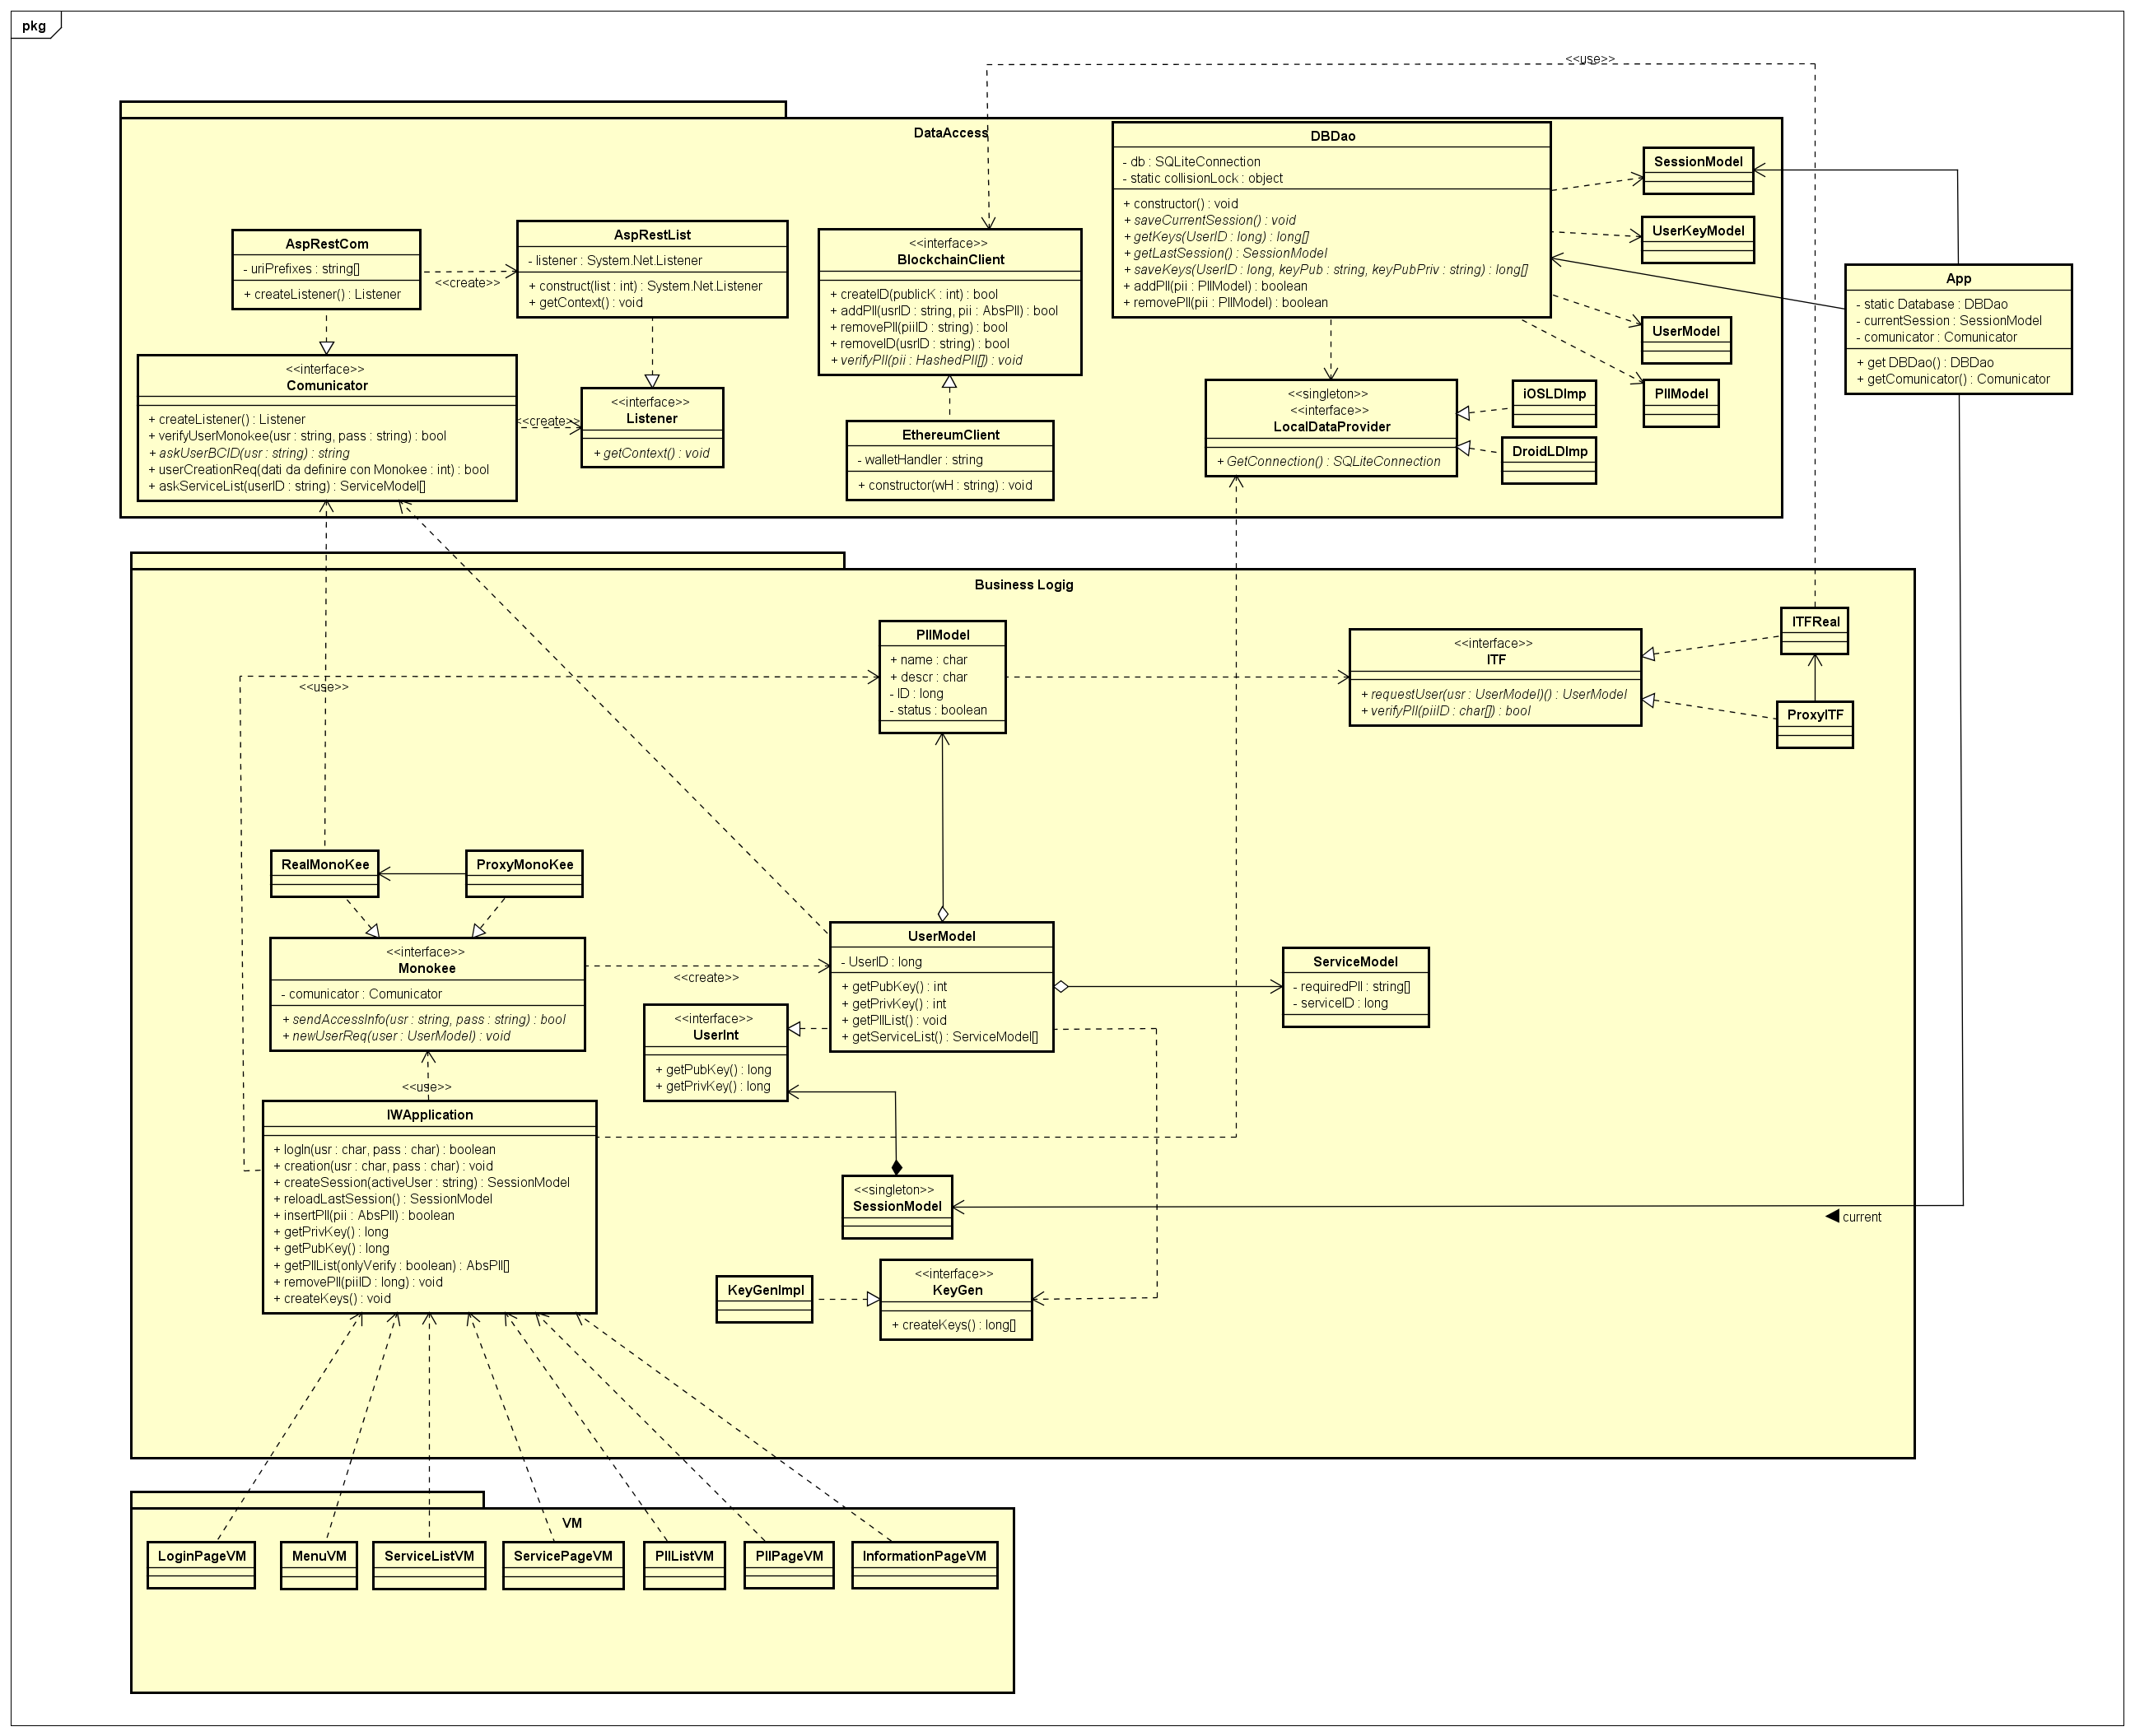 pkg
<<use>>
DataAccess
DBDao
- db : SQLiteConnection
- static collisionLock : object
+ constructor() : void
+ saveCurrentSession() : void
+ getKeys(UserID : long) : long[]
+ getLastSession() : SessionModel
+ saveKeys(UserID : long, keyPub : string, keyPubPriv : string) : long[]
+ addPII(pii : PIIModel) : boolean
+ removePII(pii : PIIModel) : boolean
SessionModel
UserKeyModel
UserModel
PIIModel
App
- static Database : DBDao
- currentSession : SessionModel
- comunicator : Comunicator
+ get DBDao() : DBDao
+ getComunicator() : Comunicator
AspRestCom
- uriPrefixes : string[]
+ createListener() : Listener
<<create>>
AspRestList
- listener : System.Net.Listener
+ construct(list : int) : System.Net.Listener
+ getContext() : void
<<interface>>
BlockchainClient
+ createID(publicK : int) : bool
+ addPII(usrID : string, pii : AbsPII) : bool
+ removePII(piiID : string) : bool
+ removeID(usrID : string) : bool
+ verifyPII(pii : HashedPII[]) : void
<<interface>>
Comunicator
+ createListener() : Listener
+ verifyUserMonokee(usr : string, pass : string) : bool
+ askUserBCID(usr : string) : string
+ userCreationReq(dati da definire con Monokee : int) : bool
+ askServiceList(userID : string) : ServiceModel[]
<<create>>
<<interface>>
Listener
+ getContext() : void
EthereumClient
- walletHandler : string
+ constructor(wH : string) : void
<<singleton>>
<<interface>>
LocalDataProvider
+ GetConnection() : SQLiteConnection
iOSLDImp
DroidLDImp
Business Logig
PIIModel
+ name : char
+ descr : char
- ID : long
- status : boolean
<<interface>>
ITF
+ requestUser(usr : UserModel)() : UserModel
+ verifyPII(piiID : char[]) : bool
ITFReal
ProxyITF
<<use>>
RealMonoKee
ProxyMonoKee
<<interface>>
Monokee
- comunicator : Comunicator
+ sendAccessInfo(usr : string, pass : string) : bool
+ newUserReq(user : UserModel) : void
<<create>>
UserModel
- UserID : long
+ getPubKey() : int
+ getPrivKey() : int
+ getPIIList() : void
+ getServiceList() : ServiceModel[]
ServiceModel
- requiredPII : string[]
- serviceID : long
<<interface>>
UserInt
+ getPubKey() : long
+ getPrivKey() : long
<<use>>
IWApplication
+ logIn(usr : char, pass : char) : boolean
+ creation(usr : char, pass : char) : void
+ createSession(activeUser : string) : SessionModel
+ reloadLastSession() : SessionModel
+ insertPII(pii : AbsPII) : boolean
+ getPrivKey() : long
+ getPubKey() : long
+ getPIIList(onlyVerify : boolean) : AbsPII[]
+ removePII(piiID : long) : void
+ createKeys() : void
<<singleton>>
SessionModel
current
KeyGenImpl
<<interface>>
KeyGen
+ createKeys() : long[]
VM
LoginPageVM
MenuVM
ServiceListVM
ServicePageVM
PIIListVM
PIIPageVM
InformationPageVM